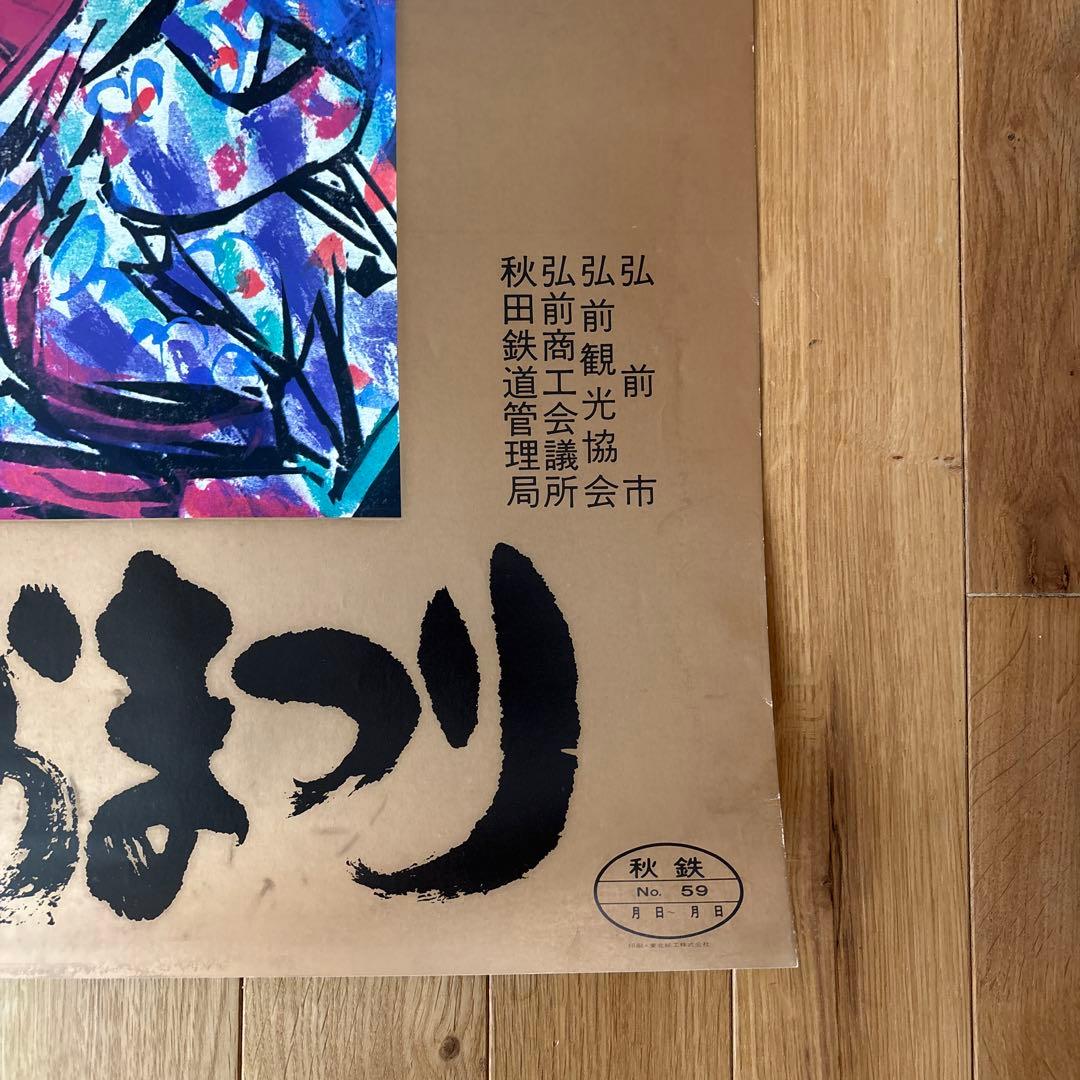 弘前市
弘前観光協会
弘前商工会議所
秋田鉄道管理局
まつり
秋鉄
No. 59
月 日~ 月 日